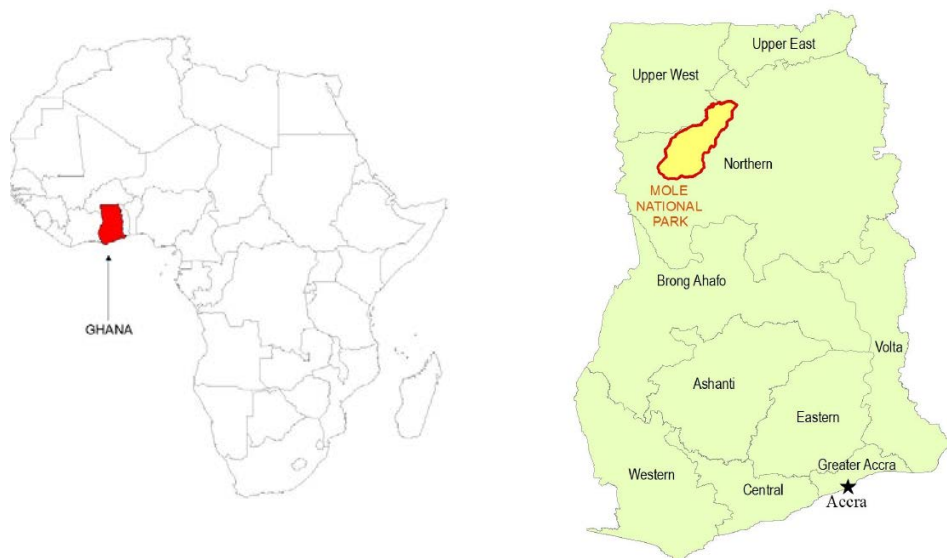 GHANA
Upper East
Upper West
Northern
MOLE
NATIONAL
PARK
Brong Ahafo
Volta
Ashanti
Eastern
Greater Accra
Western
Central
Accra